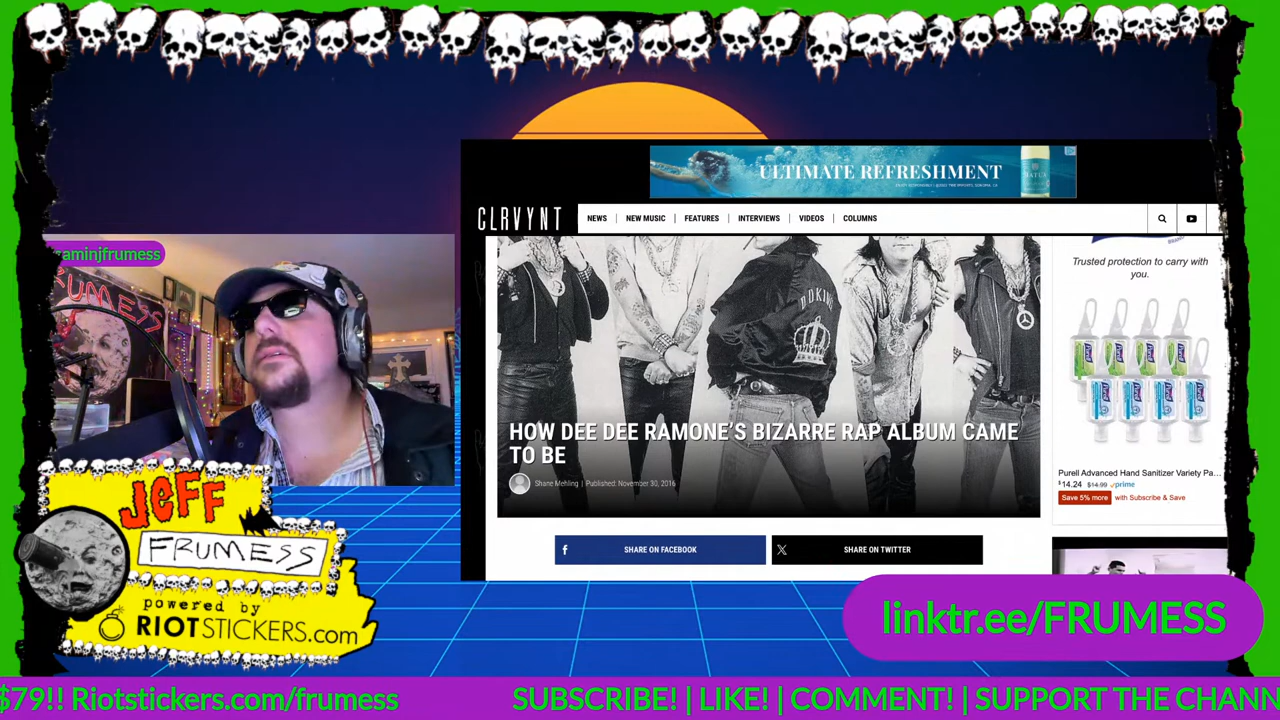 ULTIMATE REFRESHMENT
MATUA
CLRVYNT
NEWS | NEW MUSIC | FEATURES | INTERVIEWS | VIDEOS | COLUMNS
Trusted protection to carry with
you.
aminjfrumess
FRUMESS
DOKING
HOW DEE DEE RAMONE'S BIZARRE RAP ALBUM CAME
TO BE
Shane Mehling | Published: November 30, 2016
Purell Advanced Hand Sanitizer Variety Pa...
$14.24 $14.99 prime
Save 5% more with Subscribe & Save
f SHARE ON FACEBOOK
X SHARE ON TWITTER
JEFF
FRUMESS
powered by
RIOTSTICKERS.com
linktr.ee/FRUMESS
$79!! Riotstickers.com/frumess SUBSCRIBE! | LIKE! | COMMENT! | SUPPORT THE CHANN